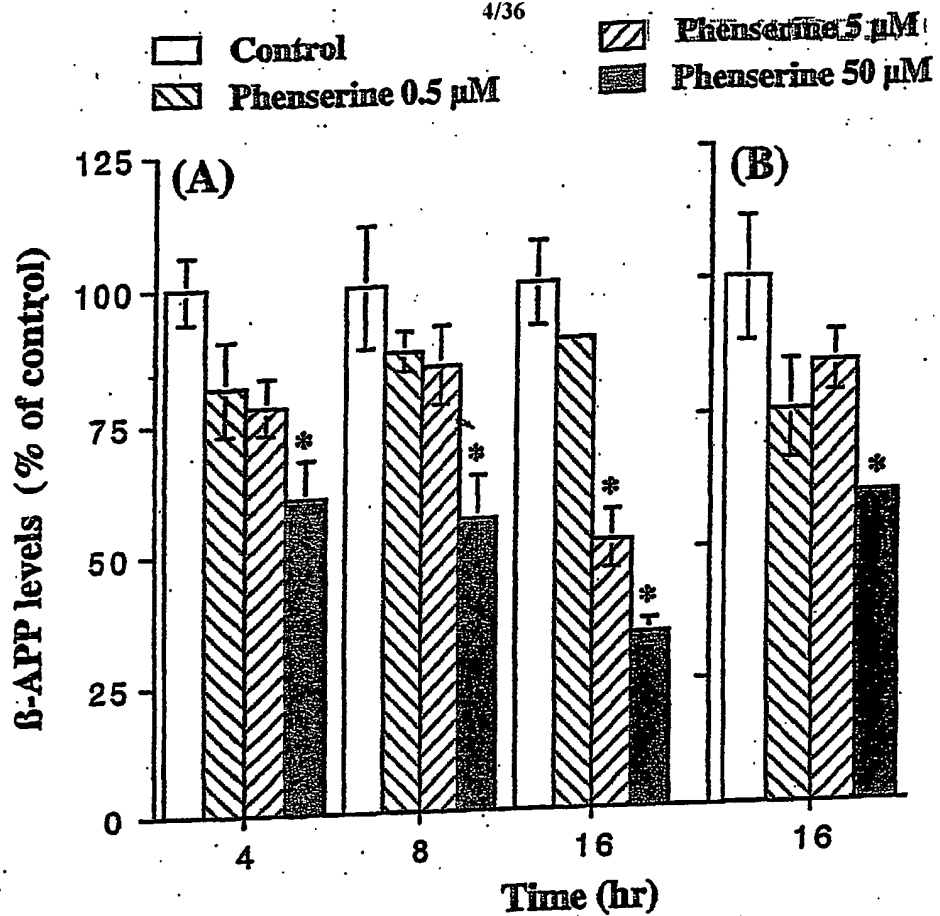 4/36
Control
Phenserine 0.5 µM
Phenserine 5 µM
Phenserine 50 µM
(A)
(B)
125
100
75
50
25
0
ß-APP levels (% of control)
*
*
*
*
*
4
8
16
16
Time (hr)